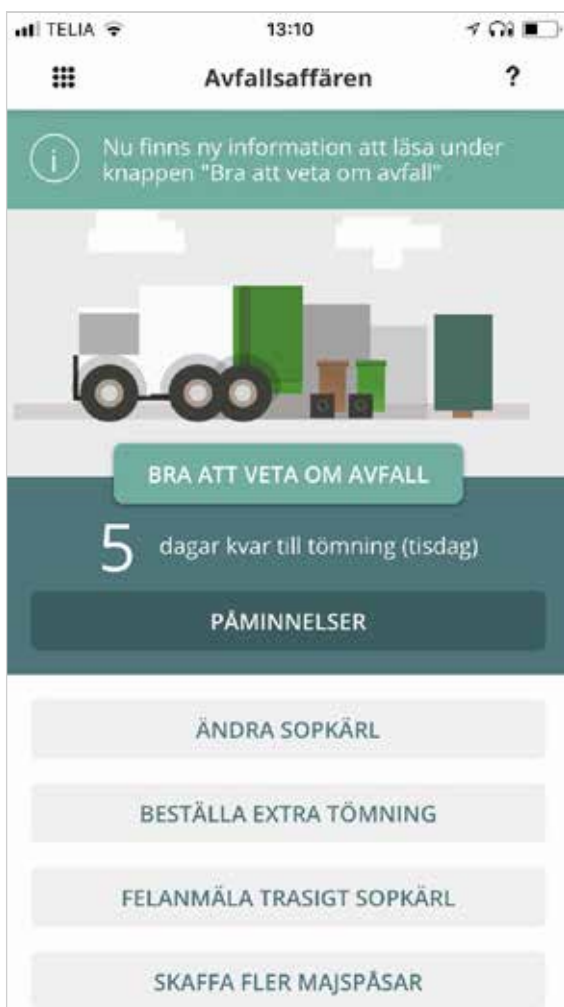 TELIA 13:10
Avfallsaffären ?
i Nu finns ny information att läsa under
knappen "Bra att veta om avfall"
BRA ATT VETA OM AVFALL
5 dagar kvar till tömning (tisdag)
PÅMINNELSER
ÄNDRA SOPKÄRL
BESTÄLLA EXTRA TÖMNING
FELANMÄLA TRASIGT SOPKÄRL
SKAFFA FLER MAJSPÅSAR